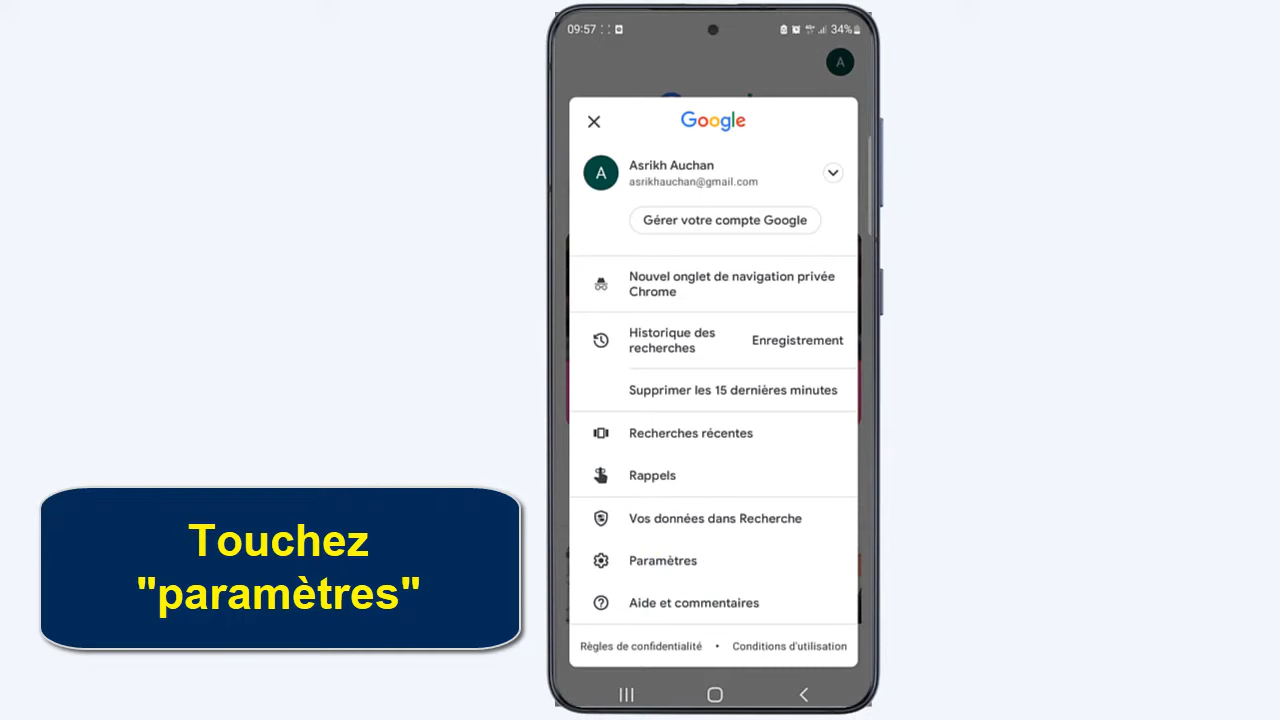 09:57
34%
A
Google
A
Asrikh Auchan
asrikhauchan@gmail.com
Gérer votre compte Google
Nouvel onglet de navigation privée
Chrome
Historique des
recherches
Enregistrement
Supprimer les 15 dernières minutes
Recherches récentes
Rappels
Vos données dans Recherche
Paramètres
Aide et commentaires
Règles de confidentialité • Conditions d'utilisation
Touchez
"paramètres"